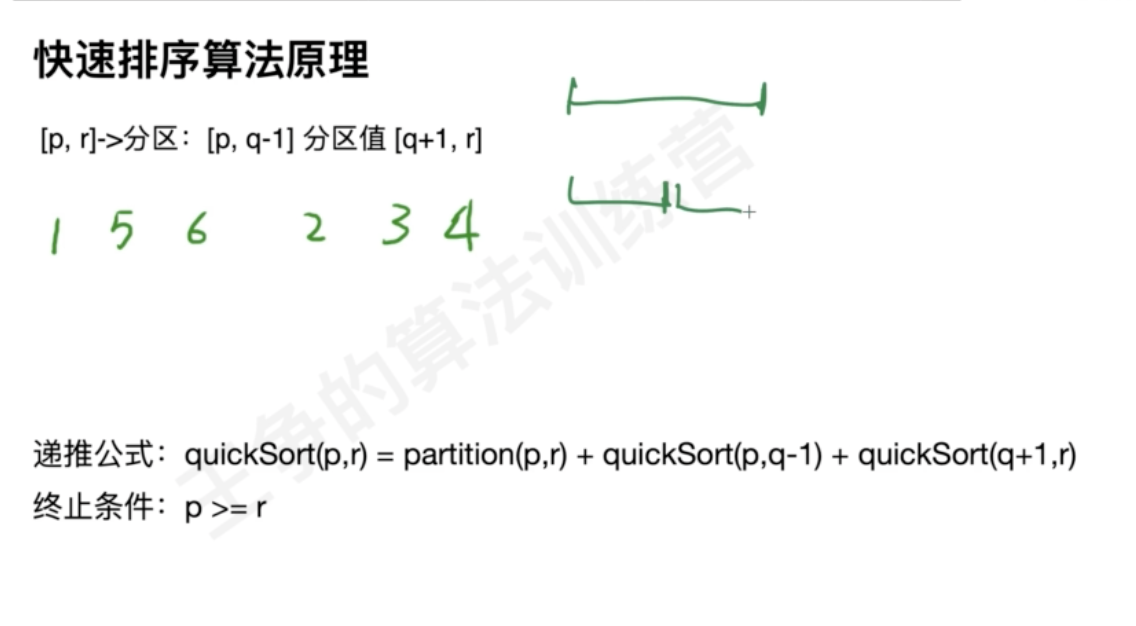 快速排序算法原理
[p, r]->分区：[p, q-1] 分区值 [q+1, r]
1 5 6 2 3 4
王争的算法训练营
递推公式：quickSort(p,r) = partition(p,r) + quickSort(p,q-1) + quickSort(q+1,r)
终止条件：p >= r